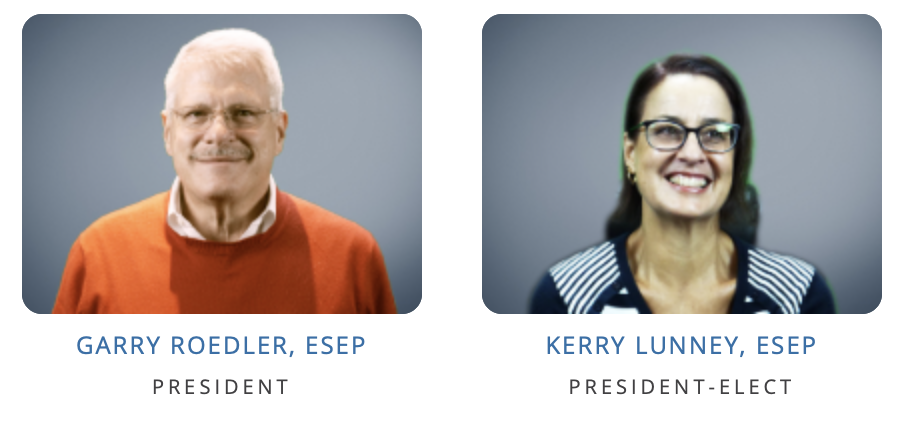 GARRY ROEDLER, ESEP
PRESIDENT
KERRY LUNNEY, ESEP
PRESIDENT-ELECT